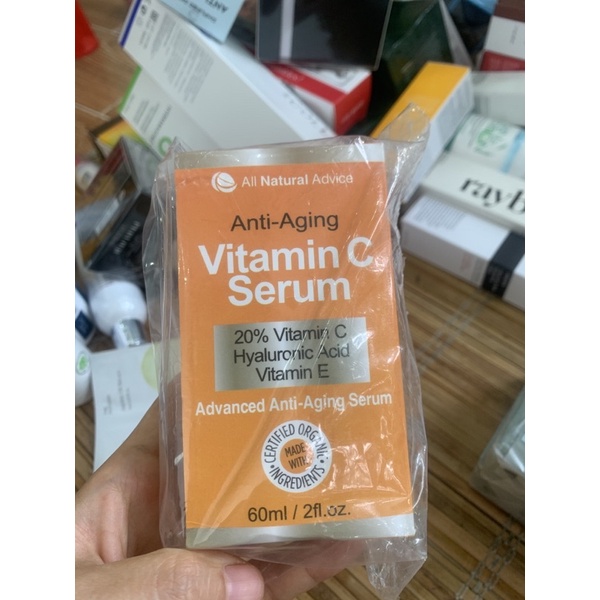 All Natural Advice
Anti-Aging
Vitamin C
Serum
20% Vitamin C
Hyaluronic Acid
Vitamin E
Advanced Anti-Aging Serum
CERTIFIED ORGANIC
MADE
WITH
INGREDIENTS
60ml / 2fl.oz.